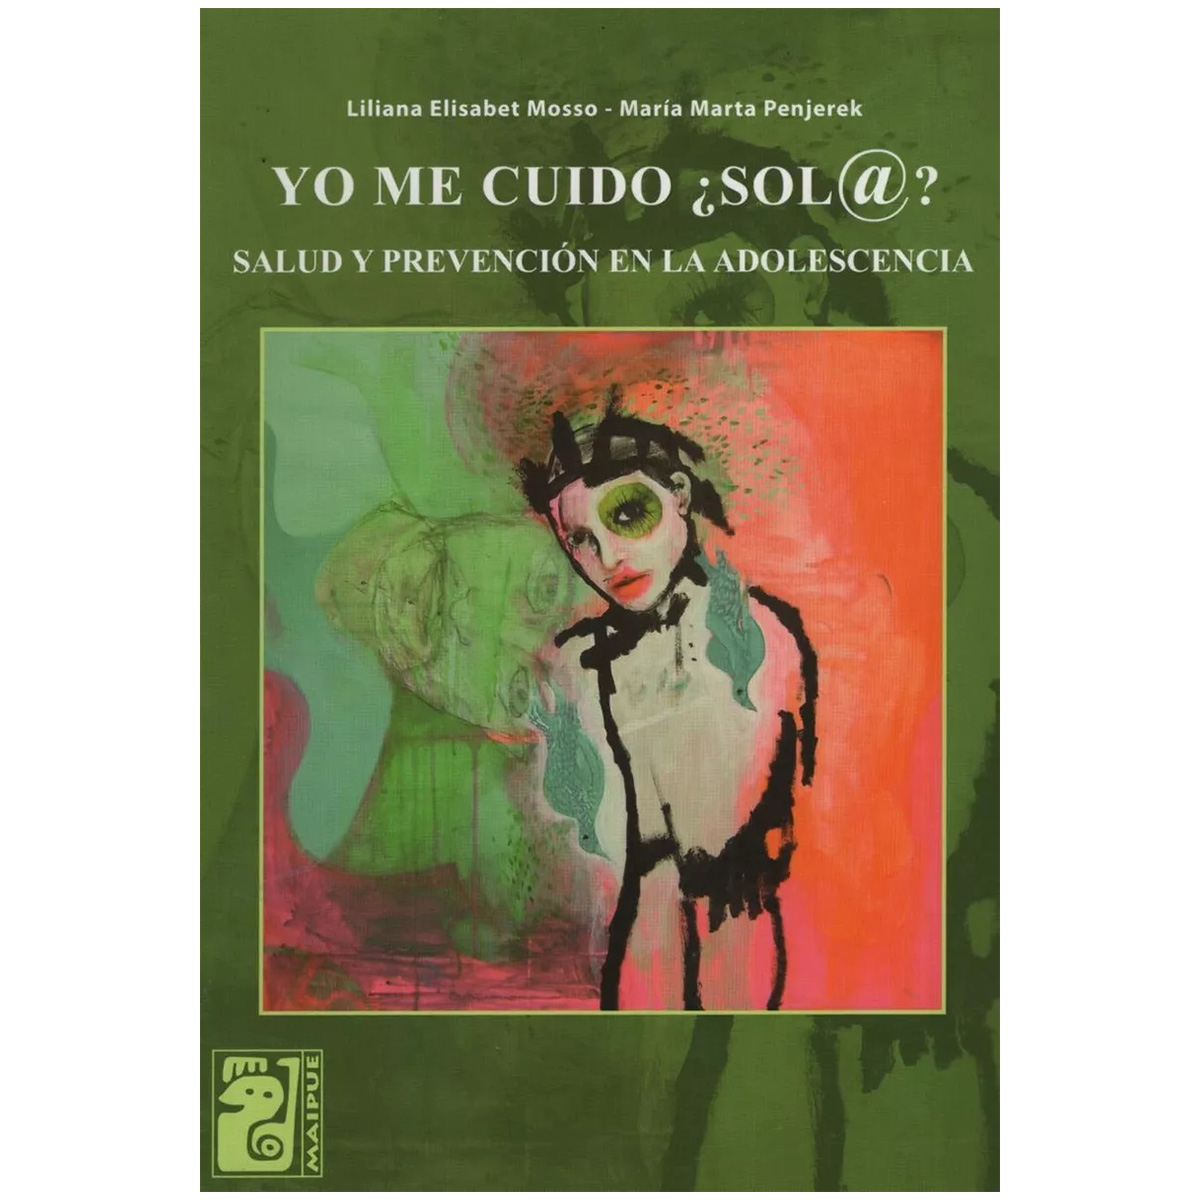 Liliana Elisabet Mosso - María Marta Penjerek
YO ME CUIDO ¿SOL@?
SALUD Y PREVENCIÓN EN LA ADOLESCENCIA
MAIPUE